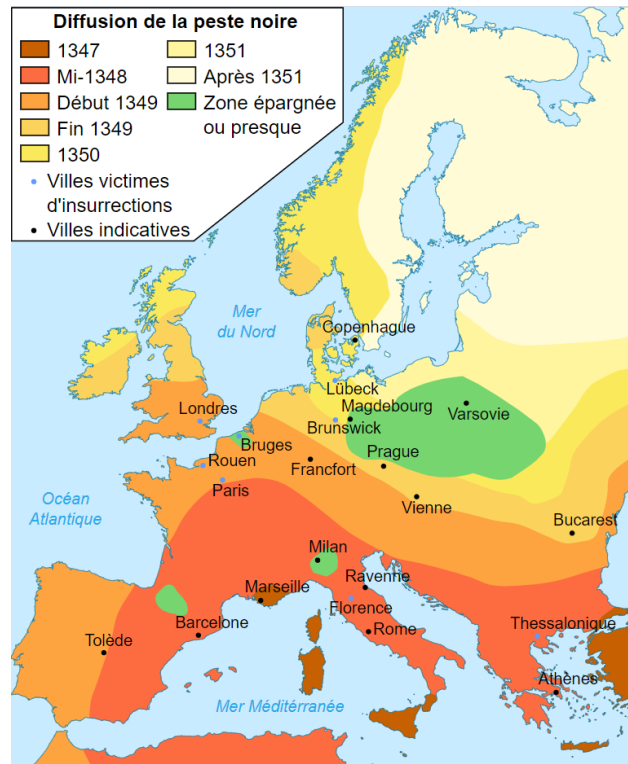 Diffusion de la peste noire
1347
Mi-1348
Début 1349
Fin 1349
1350
1351
Après 1351
Zone épargnée
ou presque
Villes victimes
d'insurrections
Villes indicatives
Mer
du Nord
Copenhague
Lübeck
Magdebourg
Varsovie
Londres
Brunswick
Bruges
Rouen
Francfort
Prague
Paris
Océan
Atlantique
Vienne
Bucarest
Milan
Ravenne
Marseille
Florence
Barcelone
Rome
Thessalonique
Tolède
Athènes
Mer Méditérranée